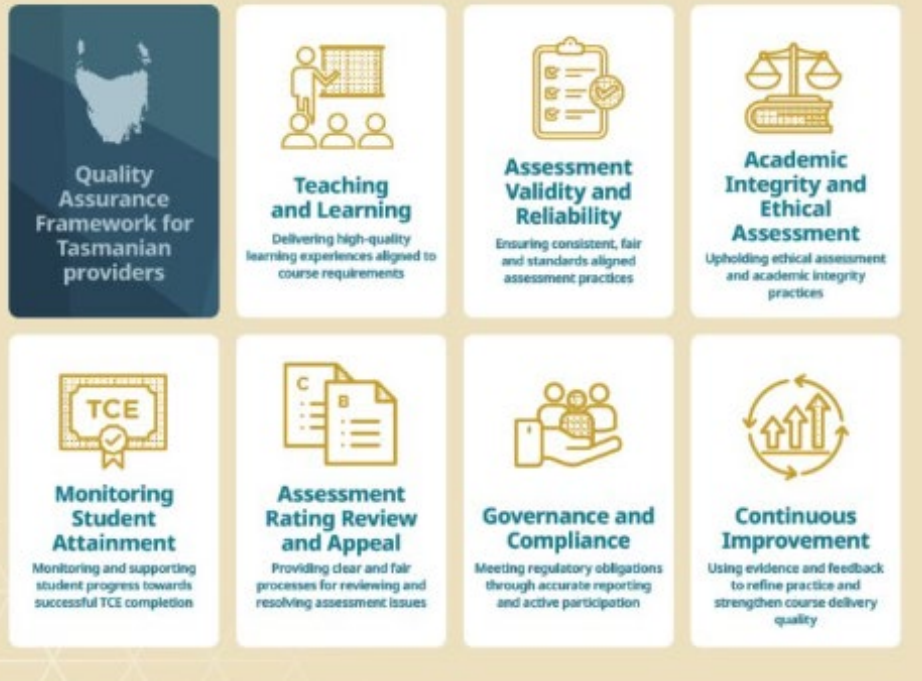 Quality
Assurance
Framework for
Tasmanian
providers
Teaching
and Learning
Delivering high-quality
learning experiences aligned to
course requirements
Assessment
Validity and
Reliability
Ensuring consistent, fair
and standards aligned
assessment practices
Academic
Integrity and
Ethical
Assessment
Upholding ethical assessment
and academic integrity
practices
TCE
Monitoring
Student
Attainment
Monitoring and supporting
student progress towards
successful TCE completion
C
B
Assessment
Rating Review
and Appeal
Providing clear and fair
processes for reviewing and
resolving assessment issues
Governance and
Compliance
Meeting regulatory obligations
through accurate reporting
and active participation
Continuous
Improvement
Using evidence and feedback
to refine practice and
strengthen course delivery
quality